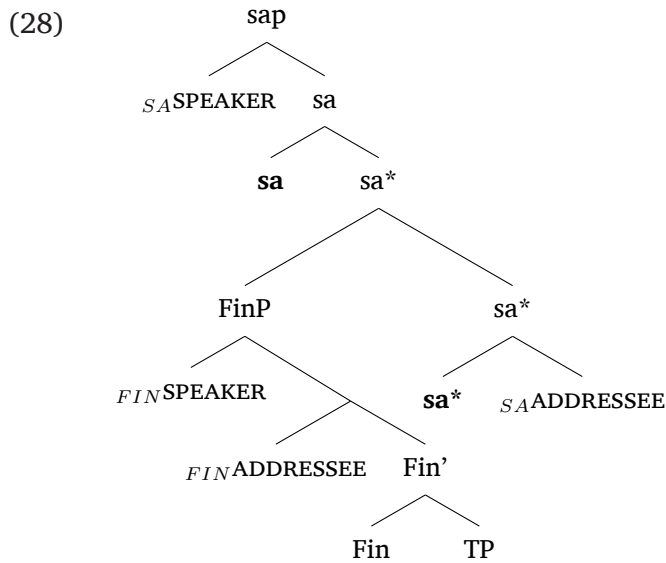 (28) sap
SASPEAKER sa
sa sa*
FinP sa*
FINSPEAKER sa* SAADDRESSEE
FINADDRESSEE Fin'
Fin TP